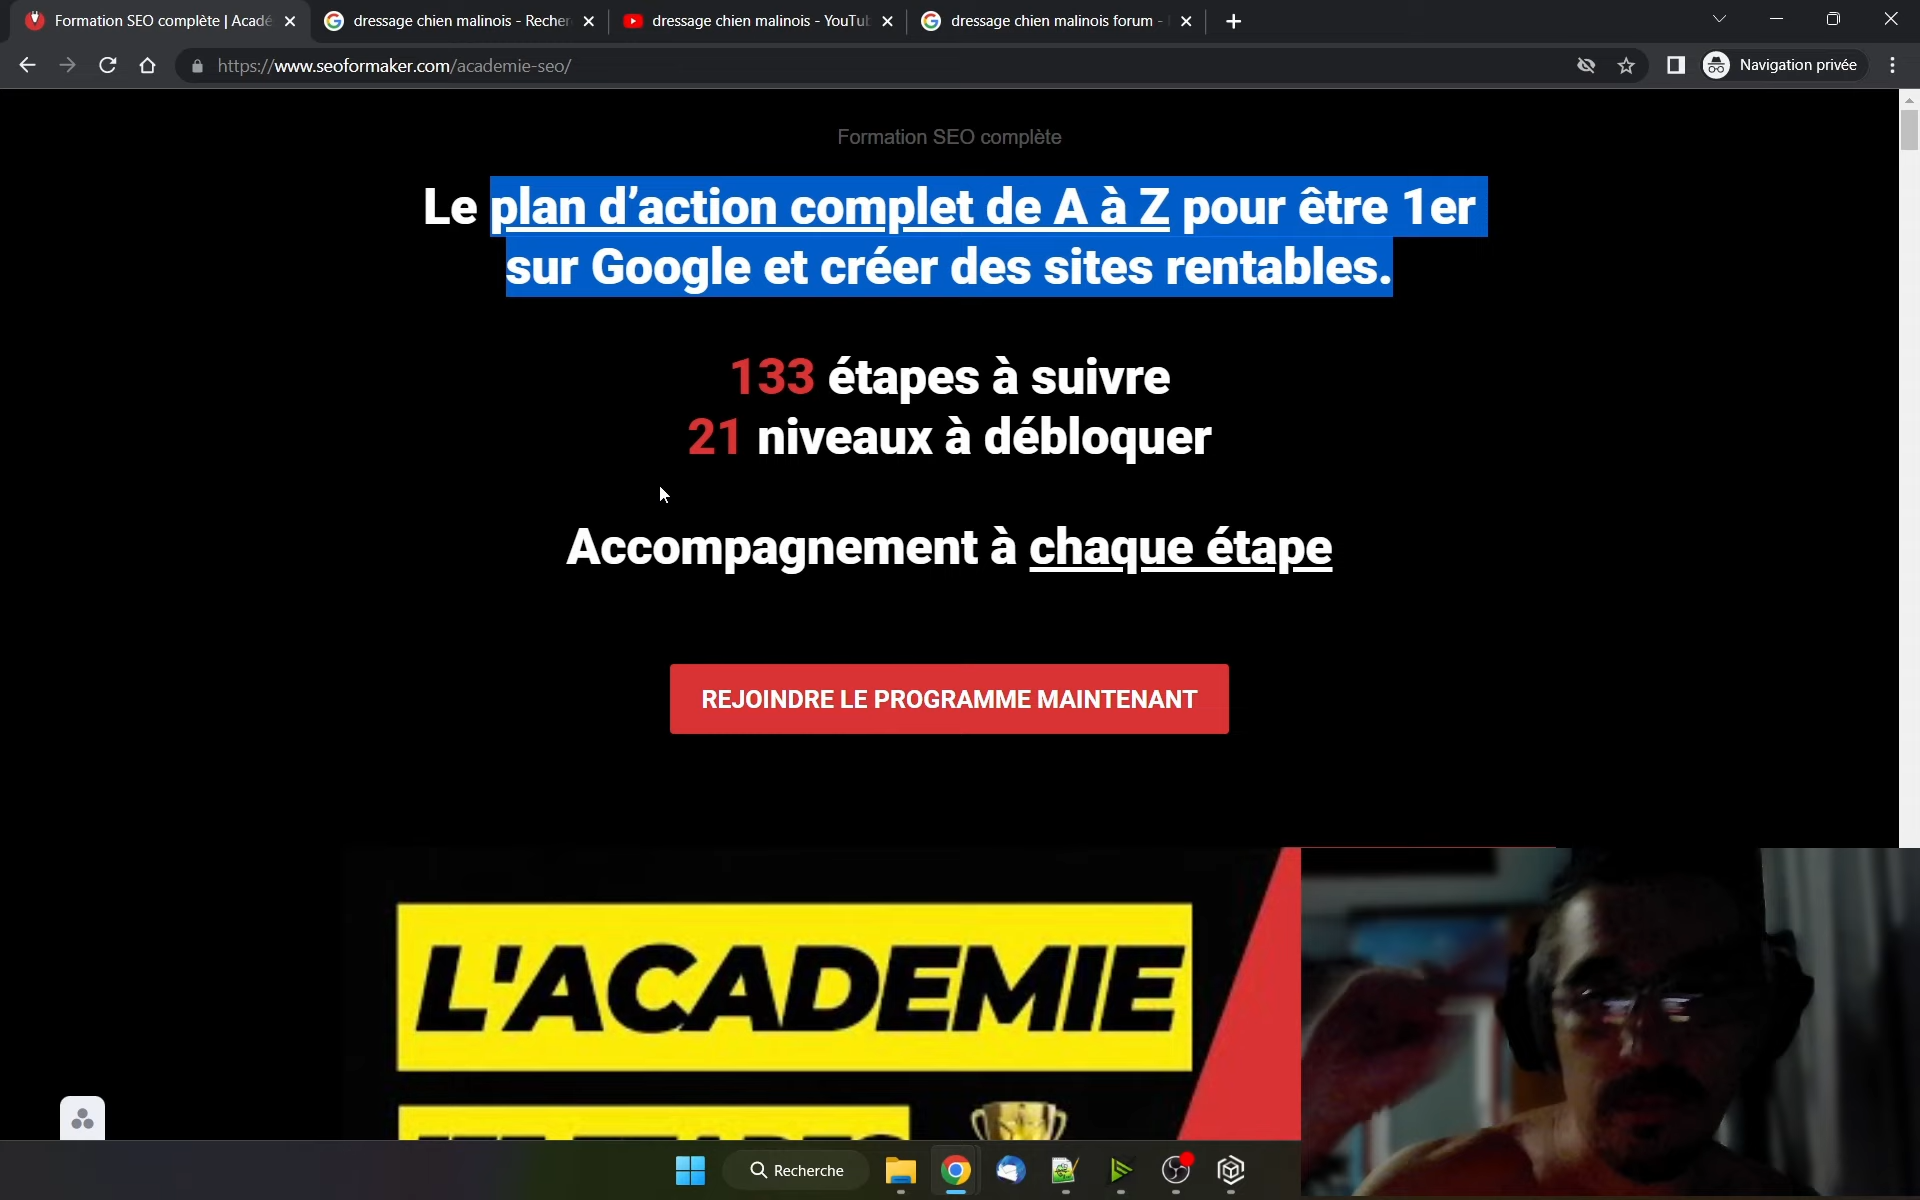 Formation SEO complète | Acadé
dressage chien malinois - Recher
dressage chien malinois - YouTu
dressage chien malinois forum -
https://www.seoformaker.com/academie-seo/
Navigation privée
Formation SEO complète
Le plan d’action complet de A à Z pour être 1er
sur Google et créer des sites rentables.
133 étapes à suivre
21 niveaux à débloquer
Accompagnement à chaque étape
REJOINDRE LE PROGRAMME MAINTENANT
L'ACADEMIE
Recherche